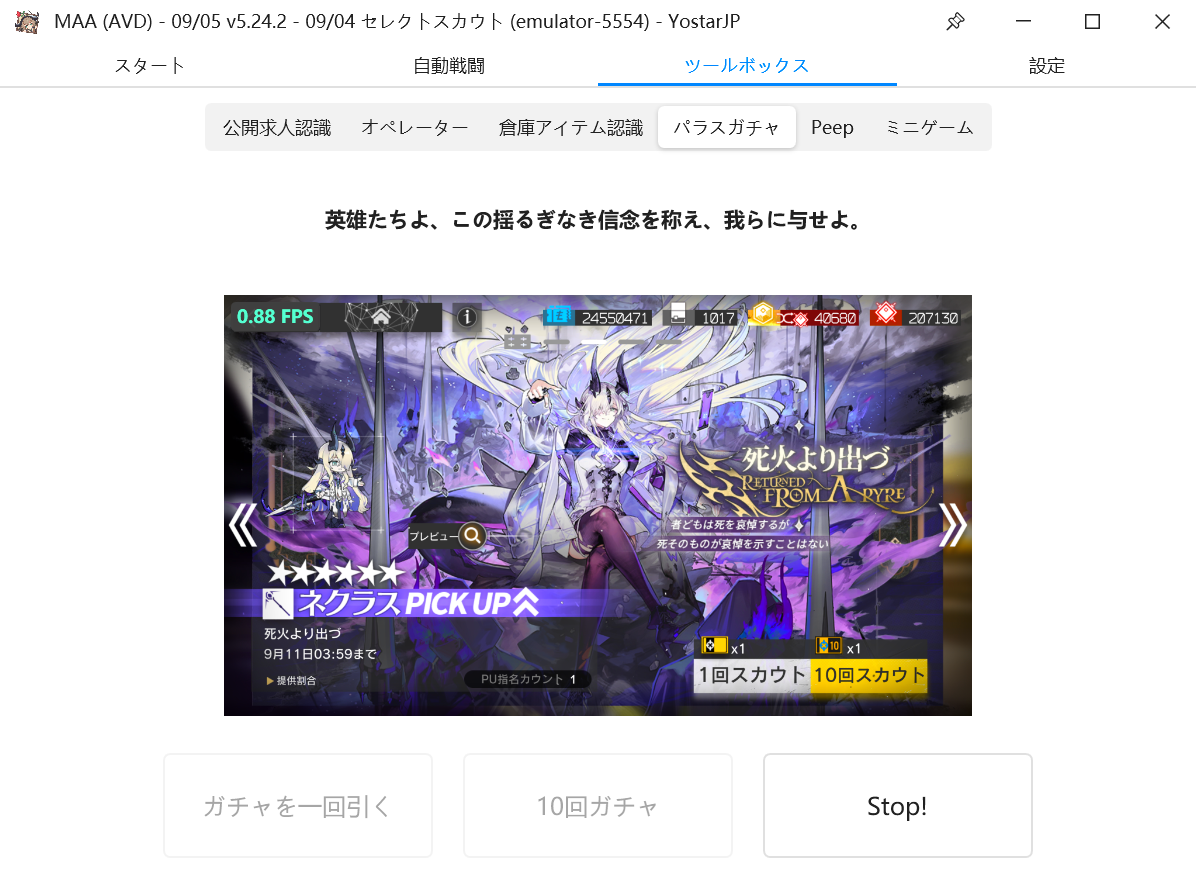 MAA (AVD) - 09/05 v5.24.2 - 09/04 セレクトスカウト (emulator-5554) - YostarJP
スタート 自動戦闘 ツールボックス 設定
公開求人認識 オペレーター 倉庫アイテム認識 パラスガチャ Peep ミニゲーム
英雄たちよ、この揺るぎなき信念を称え、我らに与せよ。
0.88 FPS 24550471 1017 40680 207130
死火より出づ
RETURNED
FROM A PYRE
者どもは死を哀悼するが
死そのものが哀悼を示すことはない
プレビュー
★★★★★★
ネクラス PICK UP
死火より出づ
9月11日03:59まで
提供割合
PU指名カウント 1
x1 10 x1
1回スカウト 10回スカウト
ガチャを一回引く 10回ガチャ Stop!